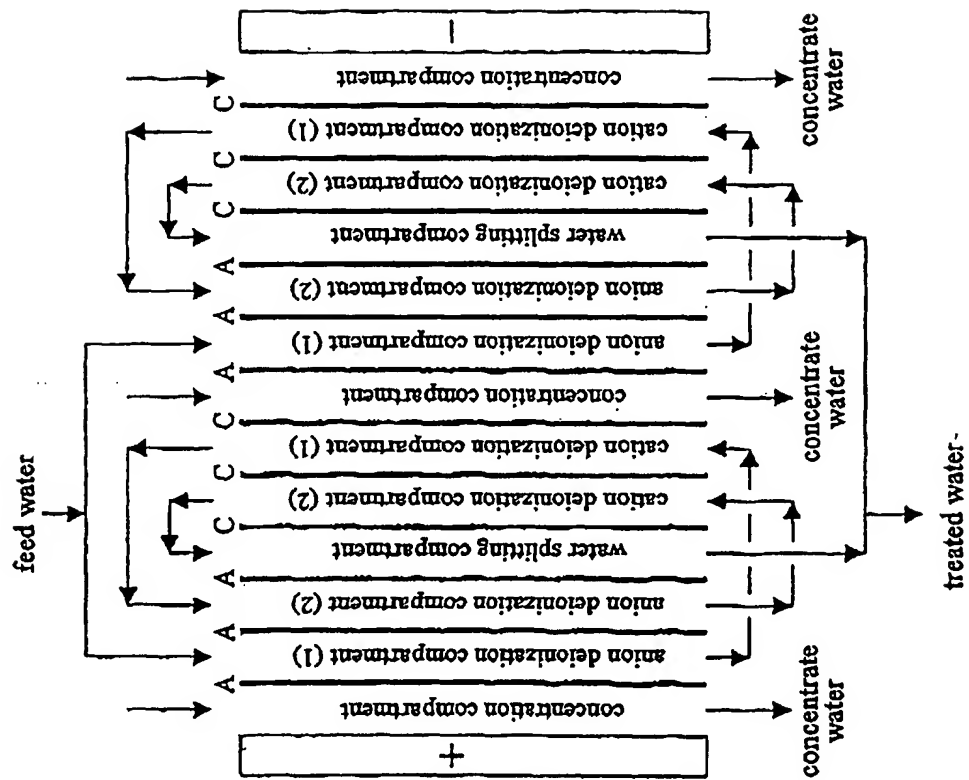 feed water
A A A C C C A A A C C C
+
concentration compartment
anion deionization compartment (1)
anion deionization compartment (2)
water splitting compartment
cation deionization compartment (2)
cation deionization compartment (1)
concentration compartment
anion deionization compartment (1)
anion deionization compartment (2)
water splitting compartment
cation deionization compartment (2)
cation deionization compartment (1)
concentration compartment
−
concentrate
water
concentrate
water
concentrate
water
treated water-